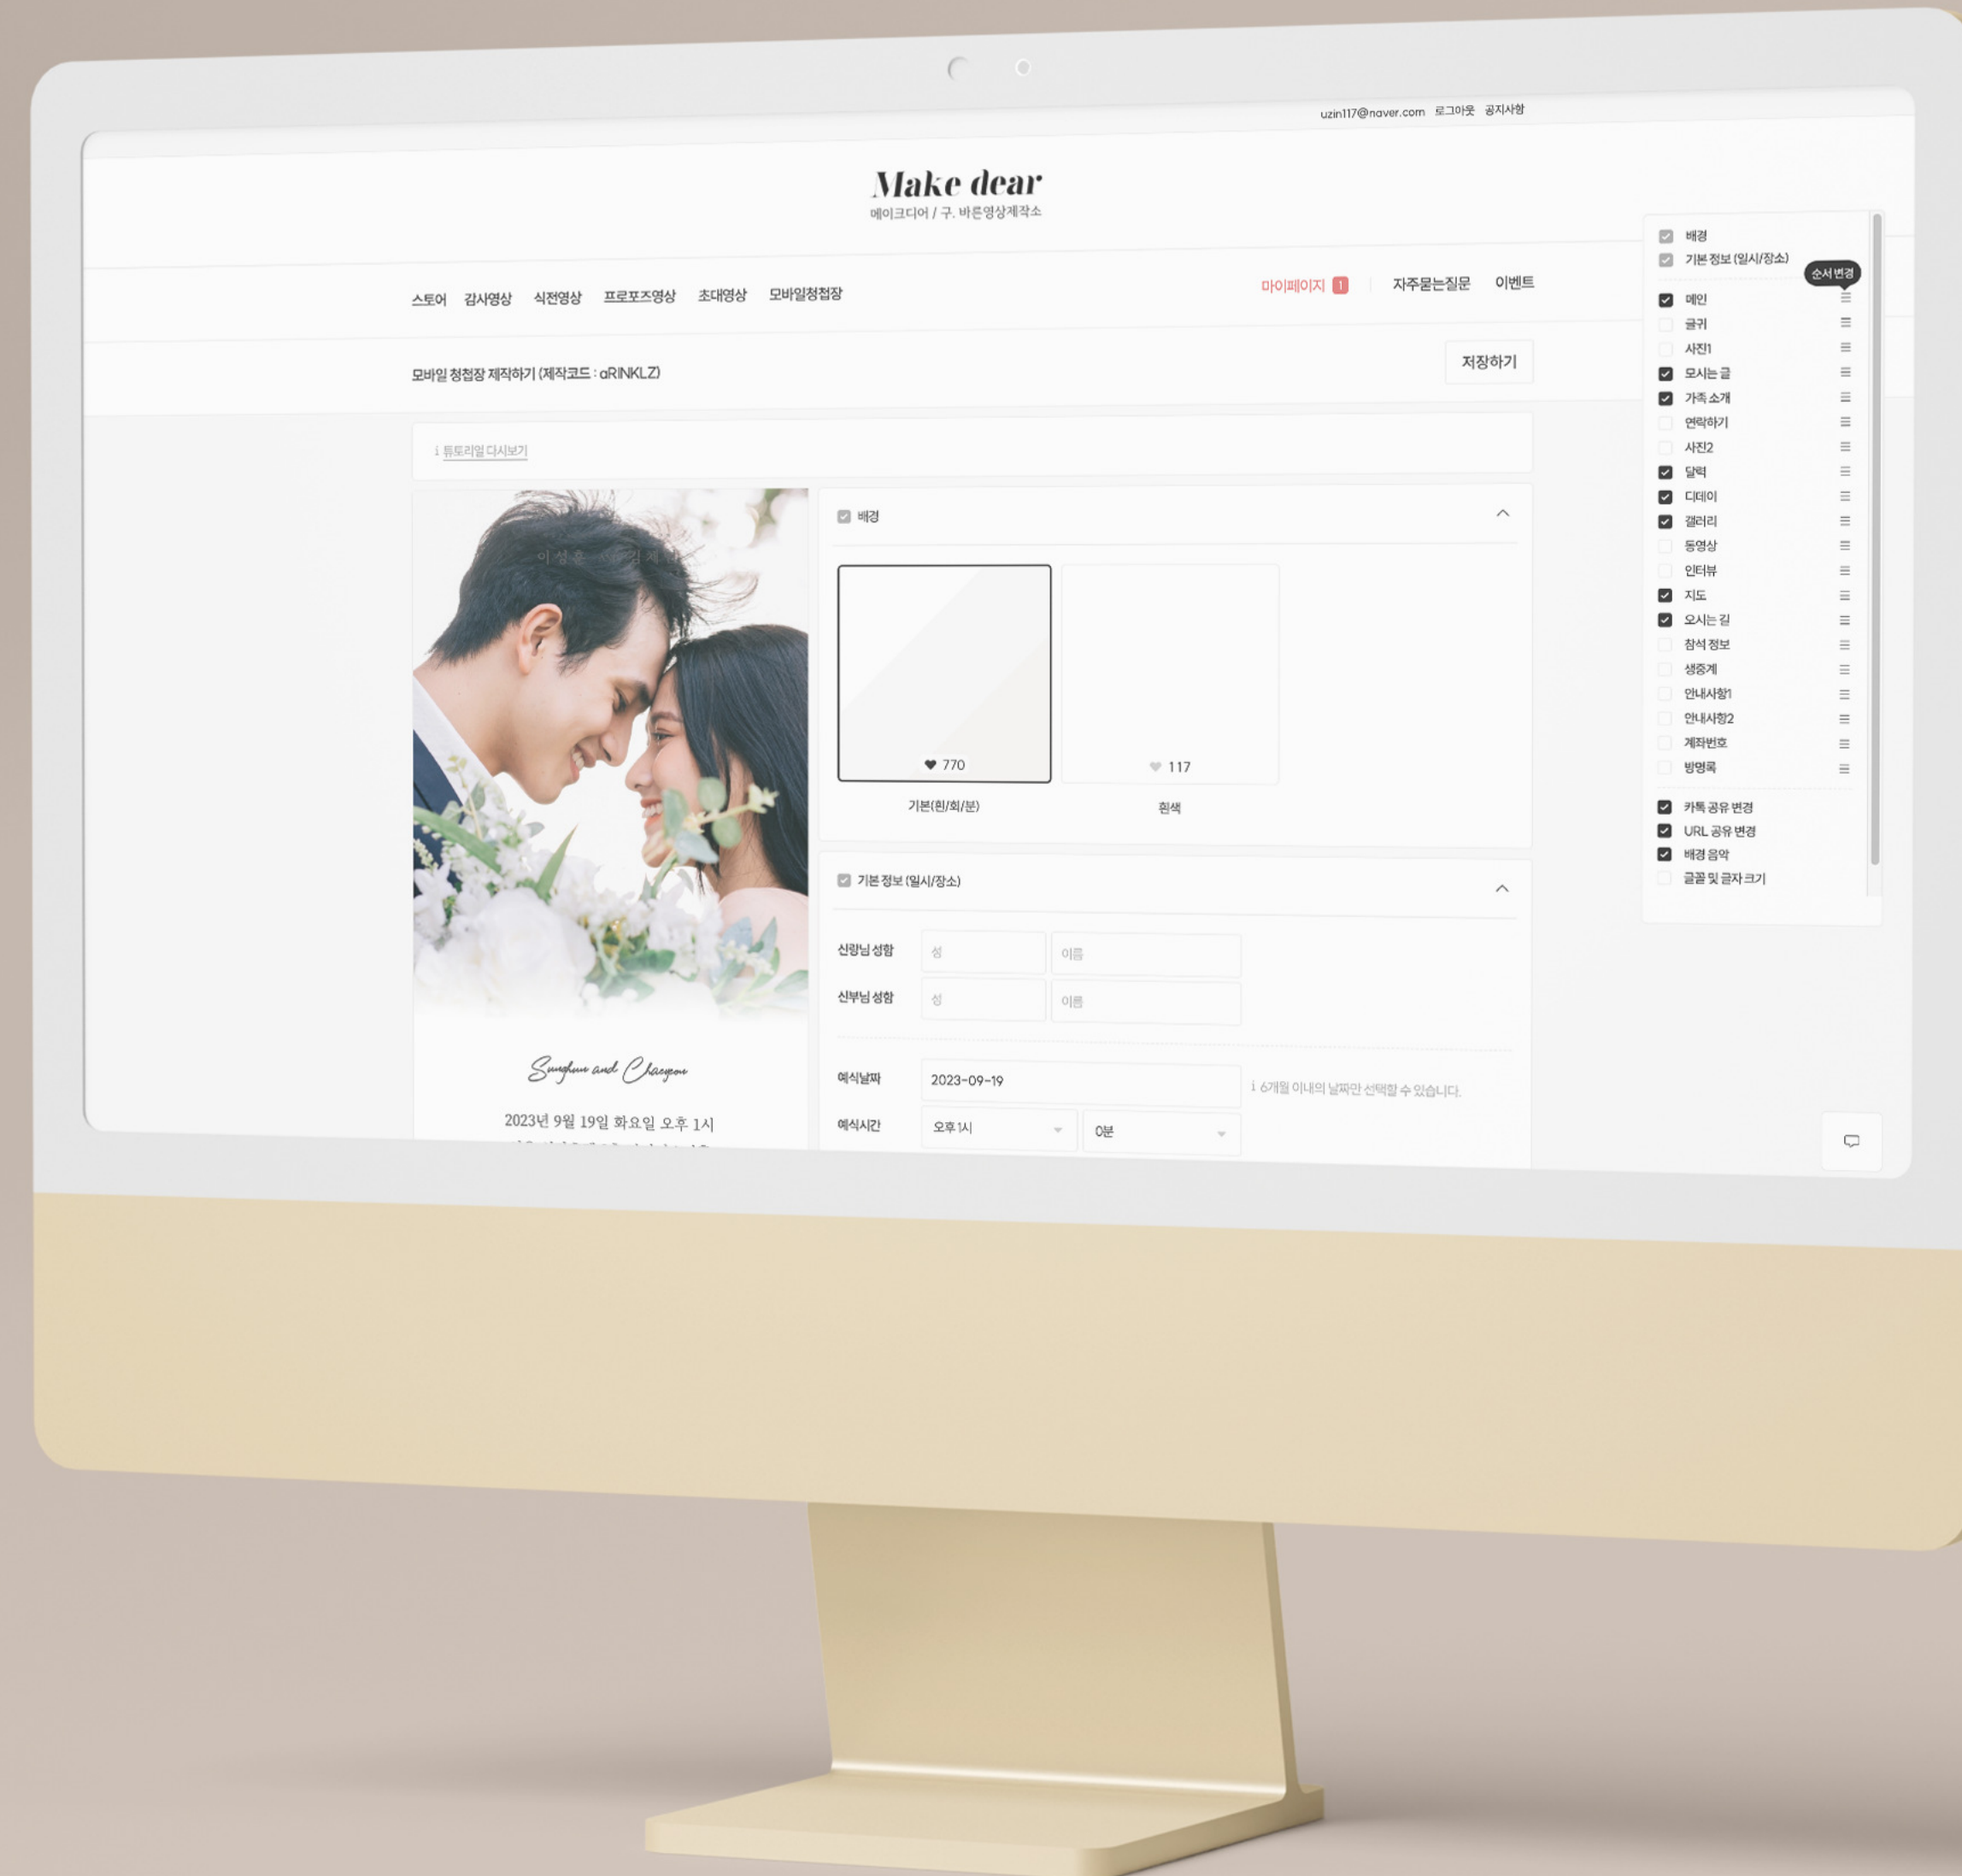 uzin117@naver.com 로그아웃 공지사항
Make dear
메이크디어 / 구. 바른영상제작소
스토어 감사영상 식전영상 프로포즈영상 초대영상 모바일청첩장
마이페이지 1 자주묻는질문 이벤트
모바일 청첩장 제작하기 (제작코드 : aRINKLZ)
저장하기
i 튜토리얼 다시보기
이성훈
김채
Sunghun and Chaeyeon
2023년 9월 19일 화요일 오후 1시
배경
770
117
기본(흰/회/분)
흰색
기본 정보 (일시/장소)
신랑님 성함 성 이름
신부님 성함 성 이름
예식날짜 2023-09-19 i 6개월 이내의 날짜만 선택할 수 있습니다.
예식시간 오후 1시 0분
배경
기본 정보 (일시/장소)
순서 변경
메인
글귀
사진1
모시는 글
가족 소개
연락하기
사진2
달력
디데이
갤러리
동영상
인터뷰
지도
오시는 길
참석 정보
생중계
안내사항1
안내사항2
계좌번호
방명록
카톡 공유 변경
URL 공유 변경
배경 음악
글꼴 및 글자 크기